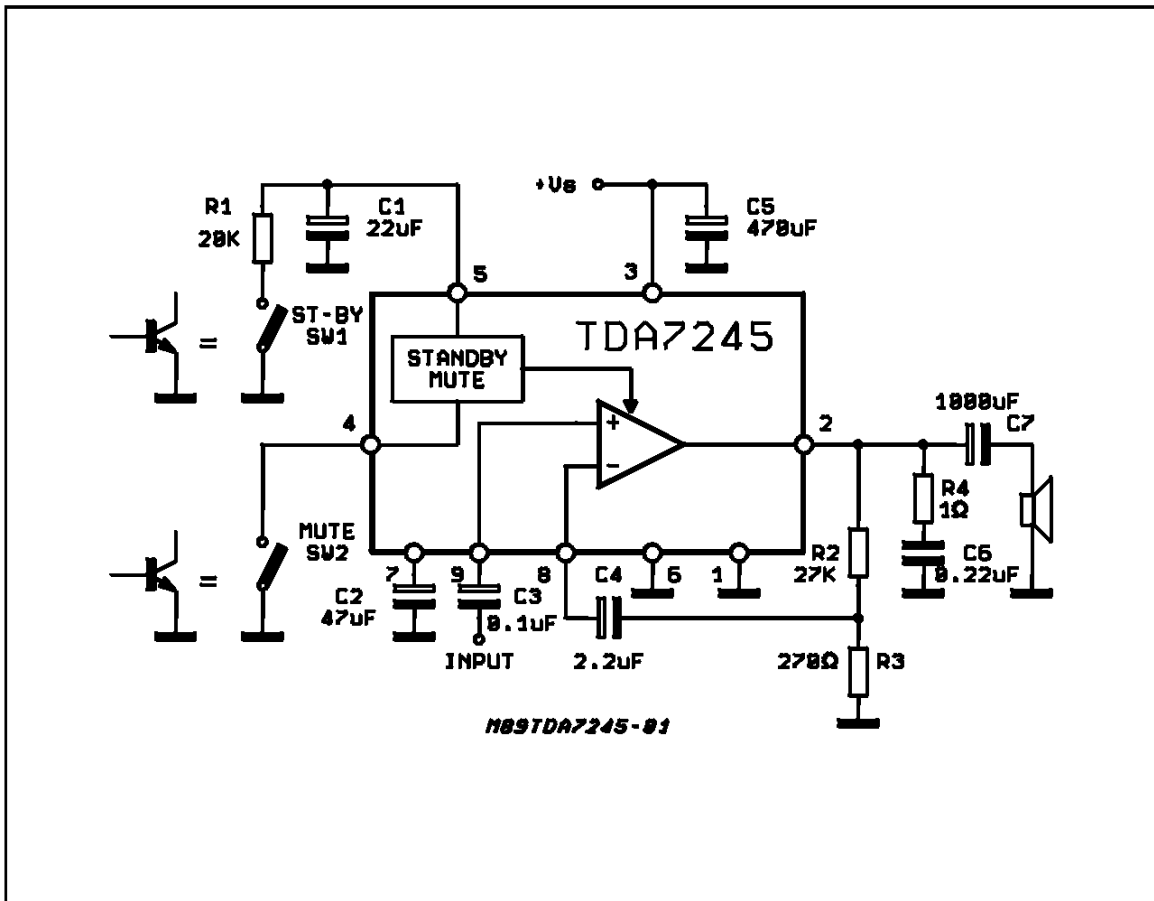 +Vs
R1
20K
C1
22uF
C5
470uF
5
3
ST-BY
SW1
=
TDA7245
STANDBY
MUTE
4
+
-
2
1000uF
C7
R4
1Ω
MUTE
SW2
=
R2
27K
C6
0.22uF
7
9
8
C4
6
1
C2
47uF
C3
0.1uF
INPUT
2.2uF
270Ω
R3
M89TDA7245-01